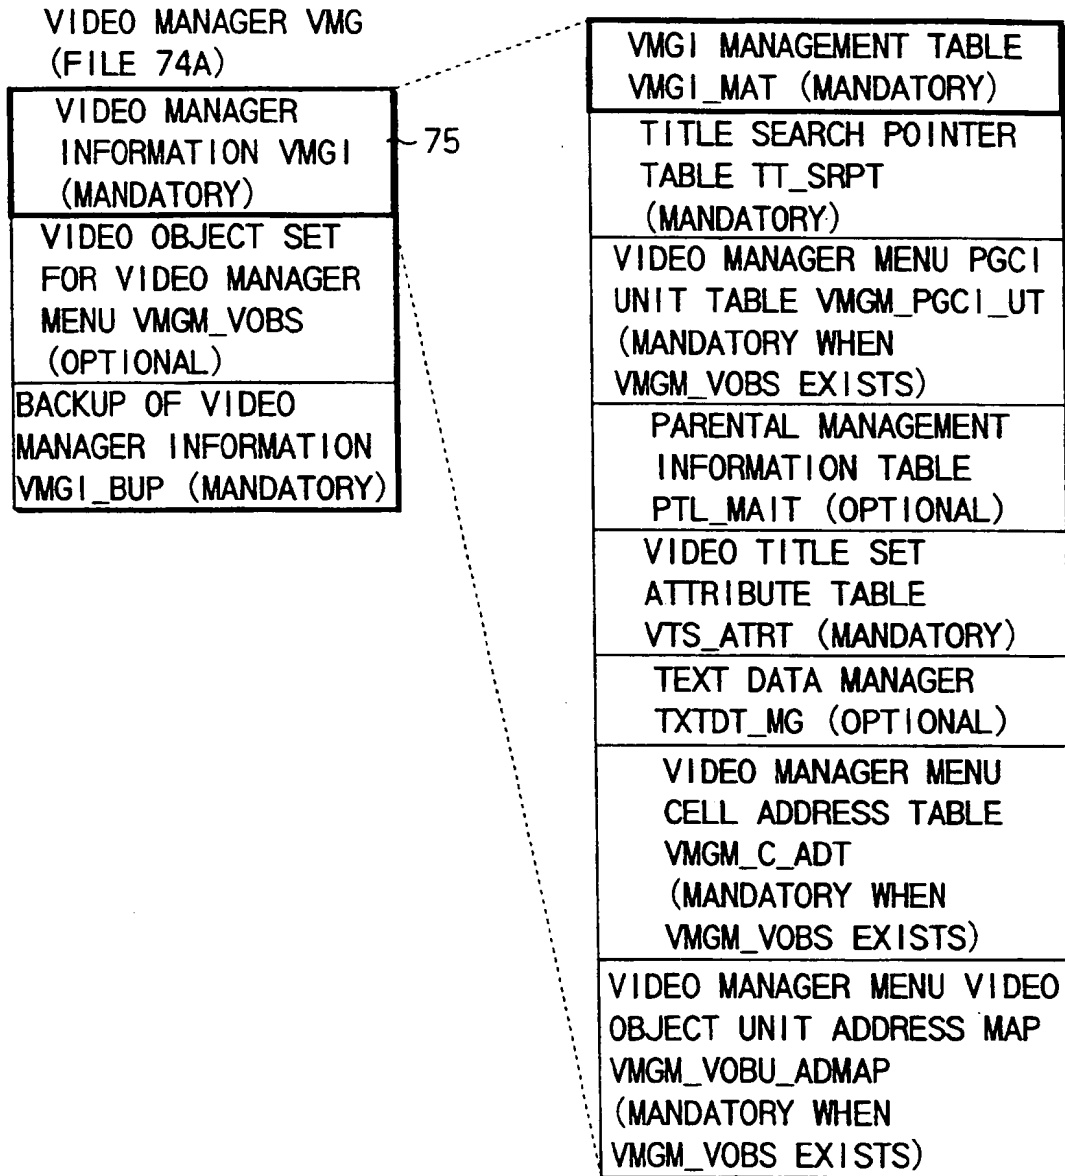 VIDEO MANAGER VMG
(FILE 74A)
VIDEO MANAGER
INFORMATION VMGI
(MANDATORY)
75
VIDEO OBJECT SET
FOR VIDEO MANAGER
MENU VMGM_VOBS
(OPTIONAL)
BACKUP OF VIDEO
MANAGER INFORMATION
VMGI_BUP (MANDATORY)
VMGI MANAGEMENT TABLE
VMGI_MAT (MANDATORY)
TITLE SEARCH POINTER
TABLE TT_SRPT
(MANDATORY)
VIDEO MANAGER MENU PGCI
UNIT TABLE VMGM_PGCI_UT
(MANDATORY WHEN
VMGM_VOBS EXISTS)
PARENTAL MANAGEMENT
INFORMATION TABLE
PTL_MAIT (OPTIONAL)
VIDEO TITLE SET
ATTRIBUTE TABLE
VTS_ATRT (MANDATORY)
TEXT DATA MANAGER
TXTDT_MG (OPTIONAL)
VIDEO MANAGER MENU
CELL ADDRESS TABLE
VMGM_C_ADT
(MANDATORY WHEN
VMGM_VOBS EXISTS)
VIDEO MANAGER MENU VIDEO
OBJECT UNIT ADDRESS MAP
VMGM_VOBU_ADMAP
(MANDATORY WHEN
VMGM_VOBS EXISTS)